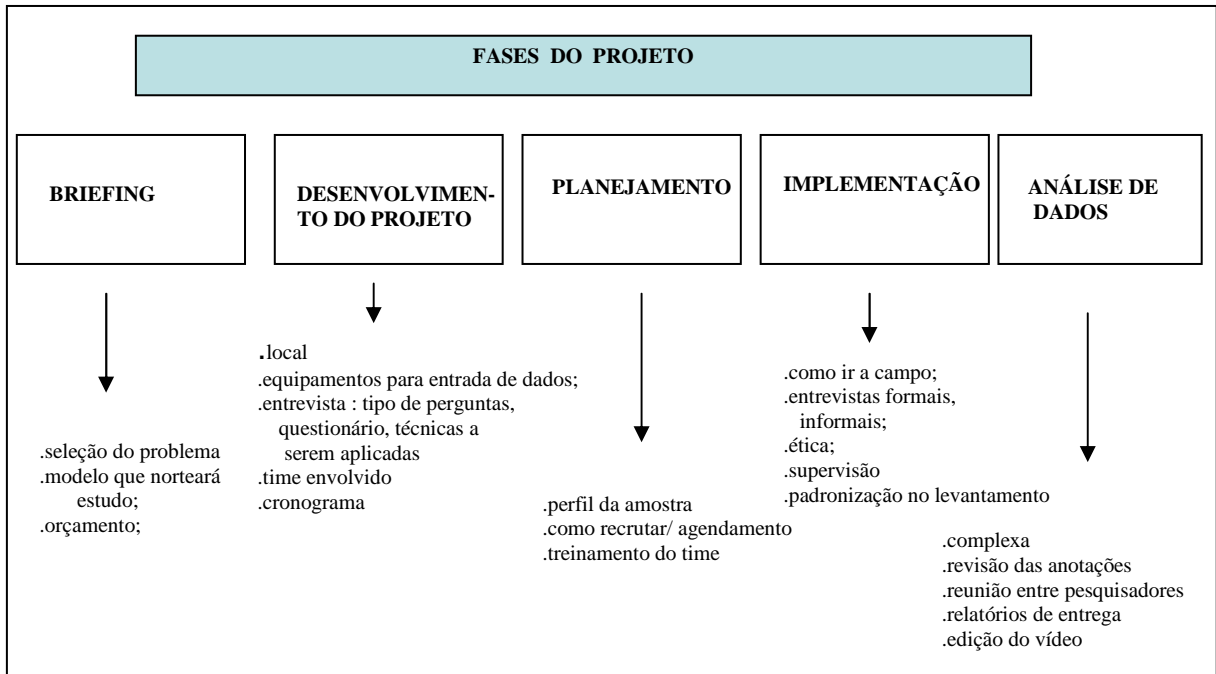 FASES DO PROJETO
BRIEFING
DESENVOLVIMEN-
TO DO PROJETO
PLANEJAMENTO
IMPLEMENTAÇÃO
ANÁLISE DE
DADOS
.seleção do problema
.modelo que norteará
estudo;
.orçamento;
.local
.equipamentos para entrada de dados;
.entrevista : tipo de perguntas,
questionário, técnicas a
serem aplicadas
.time envolvido
.cronograma
.perfil da amostra
.como recrutar/ agendamento
.treinamento do time
.como ir a campo;
.entrevistas formais,
informais;
.ética;
.supervisão
.padronização no levantamento
.complexa
.revisão das anotações
.reunião entre pesquisadores
.relatórios de entrega
.edição do vídeo